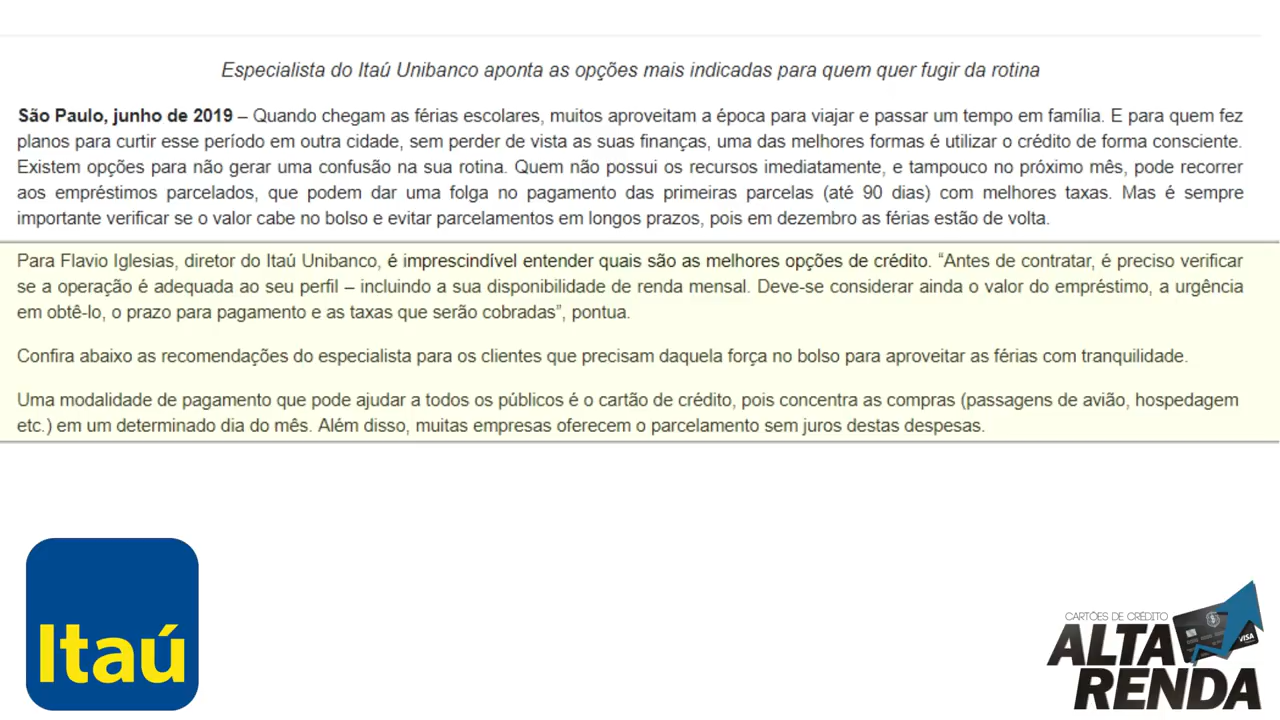 Especialista do Itaú Unibanco aponta as opções mais indicadas para quem quer fugir da rotina
São Paulo, junho de 2019 – Quando chegam as férias escolares, muitos aproveitam a época para viajar e passar um tempo em família. E para quem fez
planos para curtir esse período em outra cidade, sem perder de vista as suas finanças, uma das melhores formas é utilizar o crédito de forma consciente.
Existem opções para não gerar uma confusão na sua rotina. Quem não possui os recursos imediatamente, e tampouco no próximo mês, pode recorrer
aos empréstimos parcelados, que podem dar uma folga no pagamento das primeiras parcelas (até 90 dias) com melhores taxas. Mas é sempre
importante verificar se o valor cabe no bolso e evitar parcelamentos em longos prazos, pois em dezembro as férias estão de volta.
Para Flavio Iglesias, diretor do Itaú Unibanco, é imprescindível entender quais são as melhores opções de crédito. “Antes de contratar, é preciso verificar
se a operação é adequada ao seu perfil – incluindo a sua disponibilidade de renda mensal. Deve-se considerar ainda o valor do empréstimo, a urgência
em obtê-lo, o prazo para pagamento e as taxas que serão cobradas”, pontua.
Confira abaixo as recomendações do especialista para os clientes que precisam daquela força no bolso para aproveitar as férias com tranquilidade.
Uma modalidade de pagamento que pode ajudar a todos os públicos é o cartão de crédito, pois concentra as compras (passagens de avião, hospedagem
etc.) em um determinado dia do mês. Além disso, muitas empresas oferecem o parcelamento sem juros destas despesas.
Itaú
CARTÕES DE CRÉDITO
ALTA
VISA
RENDA